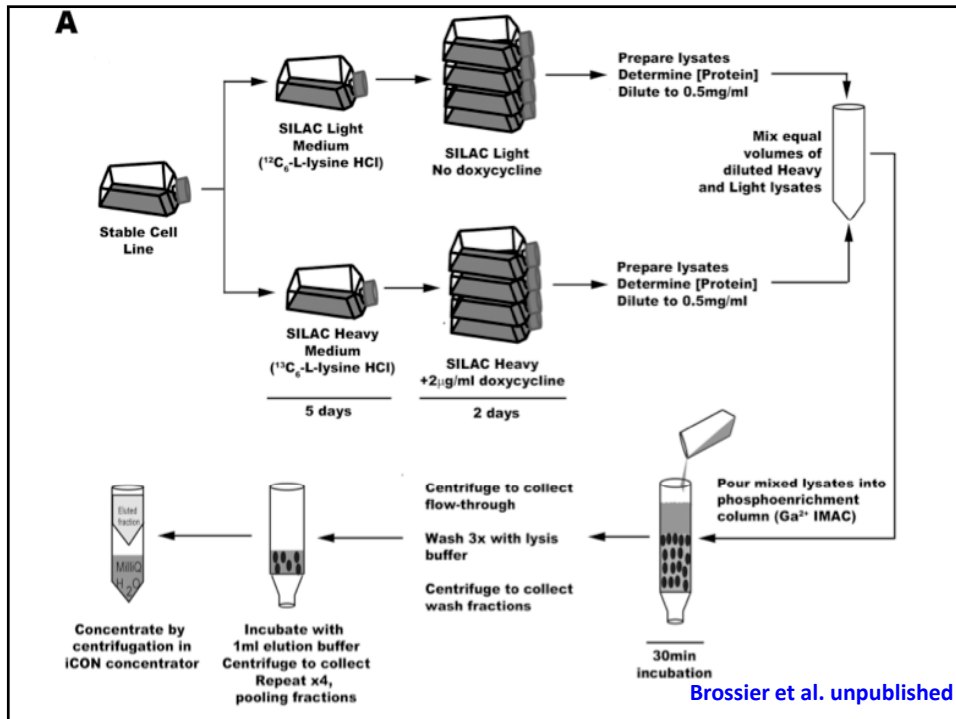 A
SILAC Light
Medium
(¹²C₆-L-lysine HCl)
SILAC Light
No doxycycline
Prepare lysates
Determine [Protein]
Dilute to 0.5mg/ml
Mix equal
volumes of
diluted Heavy
and Light lysates
Stable Cell
Line
SILAC Heavy
Medium
(¹³C₆-L-lysine HCl)
5 days
SILAC Heavy
+2µg/ml doxycycline
2 days
Prepare lysates
Determine [Protein]
Dilute to 0.5mg/ml
Pour mixed lysates into
phosphoenrichment
column (Ga²⁺ IMAC)
30min
incubation
Centrifuge to collect
flow-through
Wash 3x with lysis
buffer
Centrifuge to collect
wash fractions
Incubate with
1ml elution buffer
Centrifuge to collect
Repeat x4,
pooling fractions
Eluted
fraction
MilliQ
H₂O
Concentrate by
centrifugation in
iCON concentrator
Brossier et al. unpublished